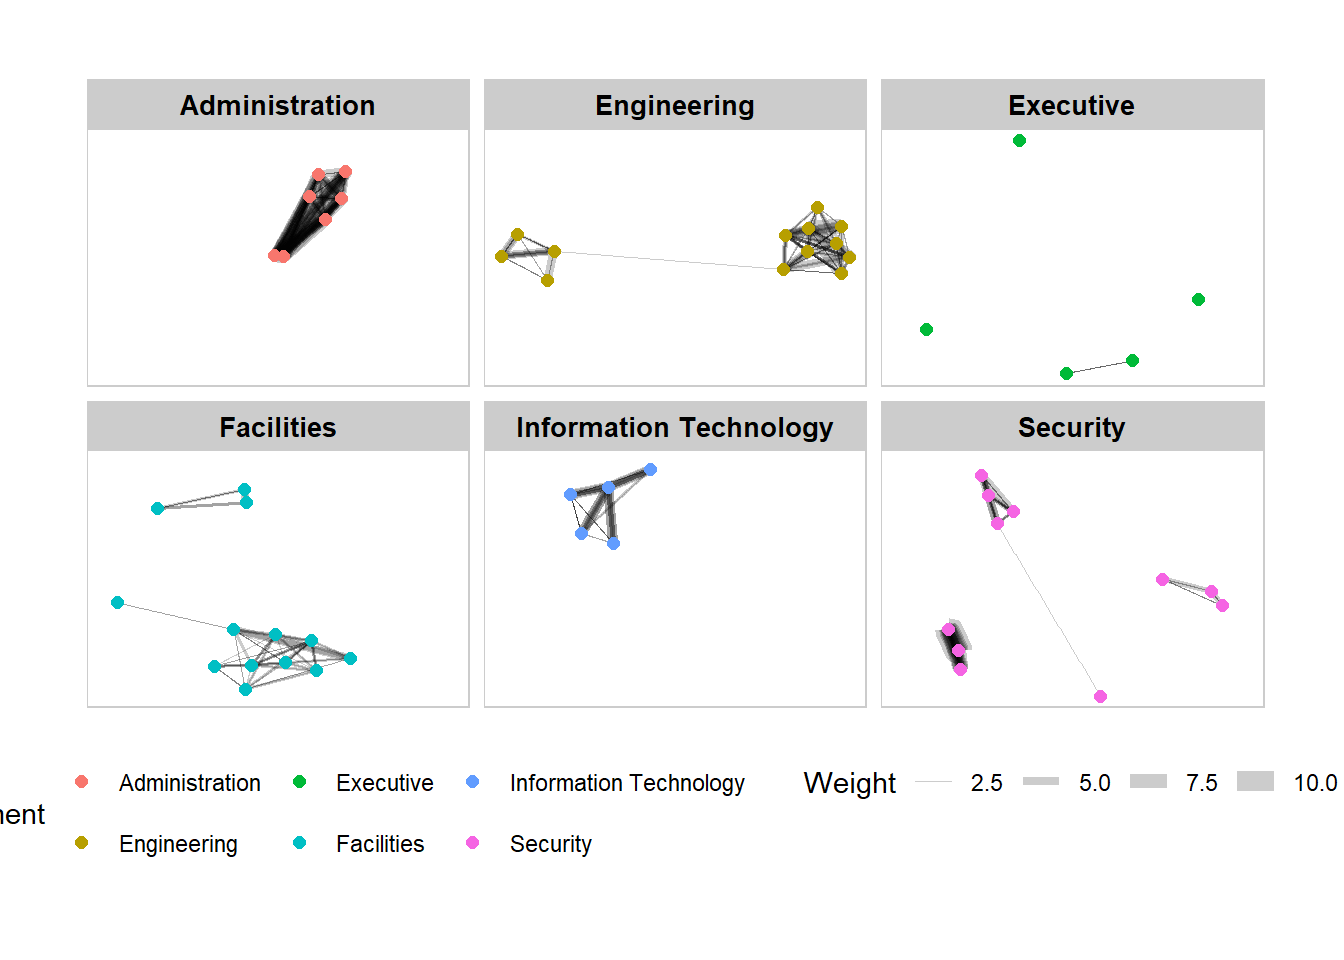 Administration
Engineering
Executive
Facilities
Information Technology
Security
Administration
Executive
Information Technology
Weight
2.5
5.0
7.5
10.0
Engineering
Facilities
Security